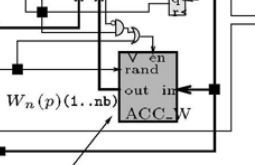 V en
rand
out in
W_n(p)(1..nb)
ACC_W